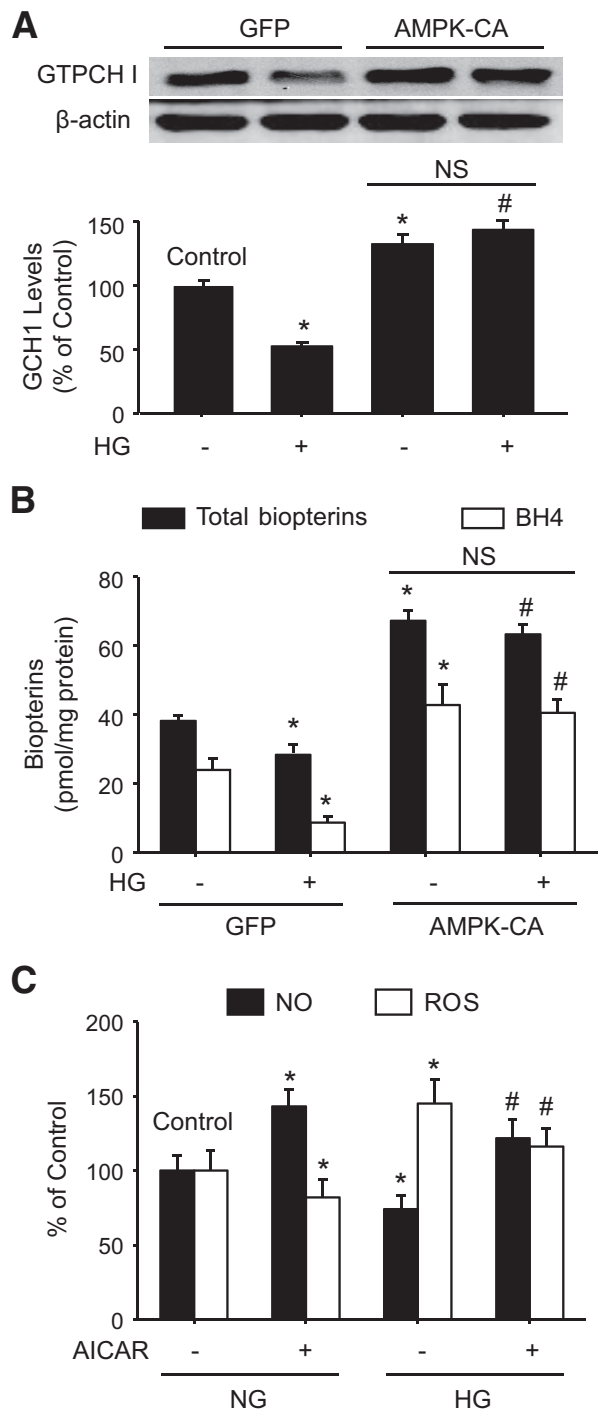 A
GFP AMPK-CA
GTPCH I
β-actin
NS
GCH1 Levels
(% of Control)
150
100
50
0
Control
*
*
#
HG - + - +
B
Total biopterins BH4
NS
Biopterins
(pmol/mg protein)
80
60
40
20
0
*
*
*
*
#
#
HG - + - +
GFP AMPK-CA
C
NO ROS
% of Control
200
150
100
50
0
Control
*
*
*
*
#
#
AICAR - + - +
NG HG